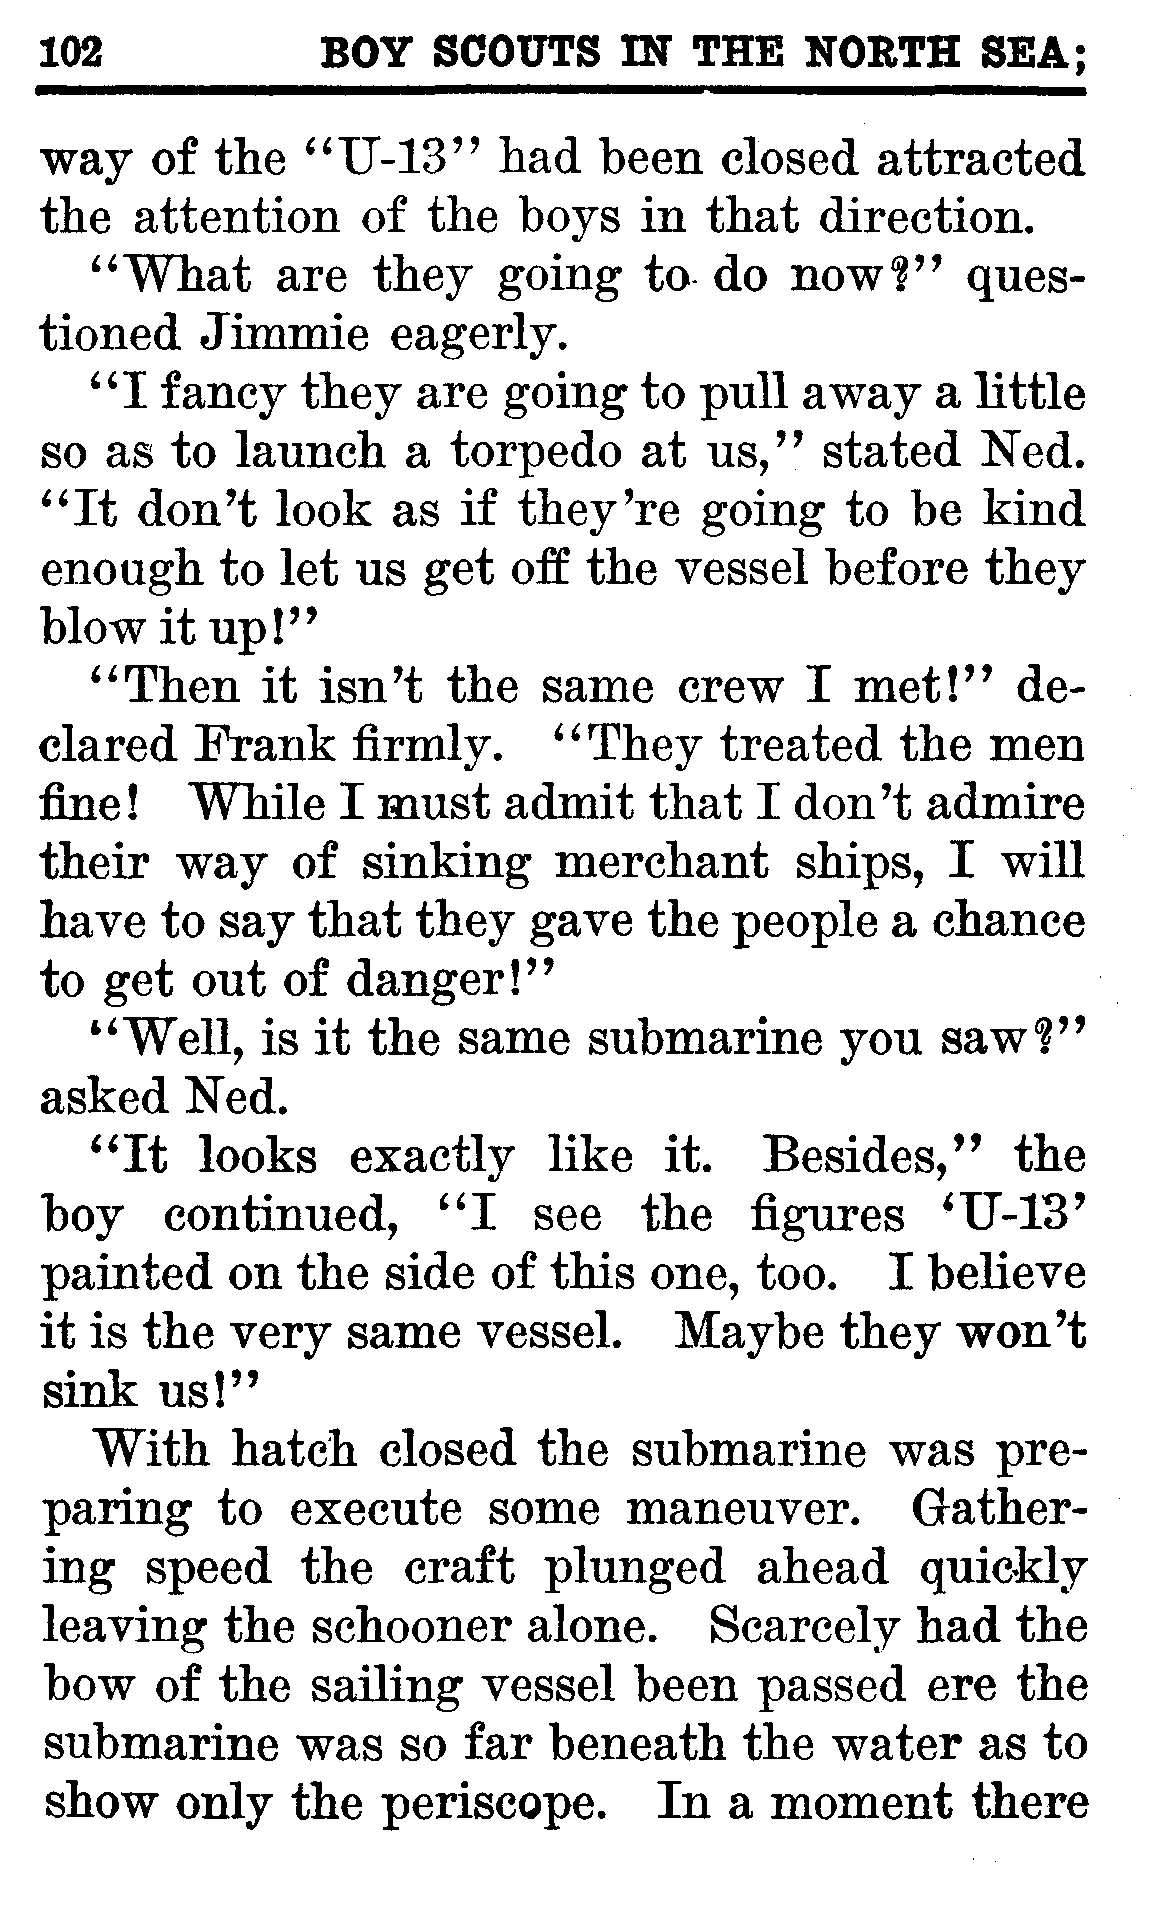 102 BOY SCOUTS IN THE NORTH SEA;
way of the “U-13” had been closed attracted
the attention of the boys in that direction.
“What are they going to do now?” ques-
tioned Jimmie eagerly.
“I fancy they are going to pull away a little
so as to launch a torpedo at us,” stated Ned.
“It don’t look as if they’re going to be kind
enough to let us get off the vessel before they
blow it up!”
“Then it isn’t the same crew I met!” de-
clared Frank firmly. “They treated the men
fine! While I must admit that I don’t admire
their way of sinking merchant ships, I will
have to say that they gave the people a chance
to get out of danger!”
“Well, is it the same submarine you saw?”
asked Ned.
“It looks exactly like it. Besides,” the
boy continued, “I see the figures ‘U-13’
painted on the side of this one, too. I believe
it is the very same vessel. Maybe they won’t
sink us!”
With hatch closed the submarine was pre-
paring to execute some maneuver. Gather-
ing speed the craft plunged ahead quickly
leaving the schooner alone. Scarcely had the
bow of the sailing vessel been passed ere the
submarine was so far beneath the water as to
show only the periscope. In a moment there